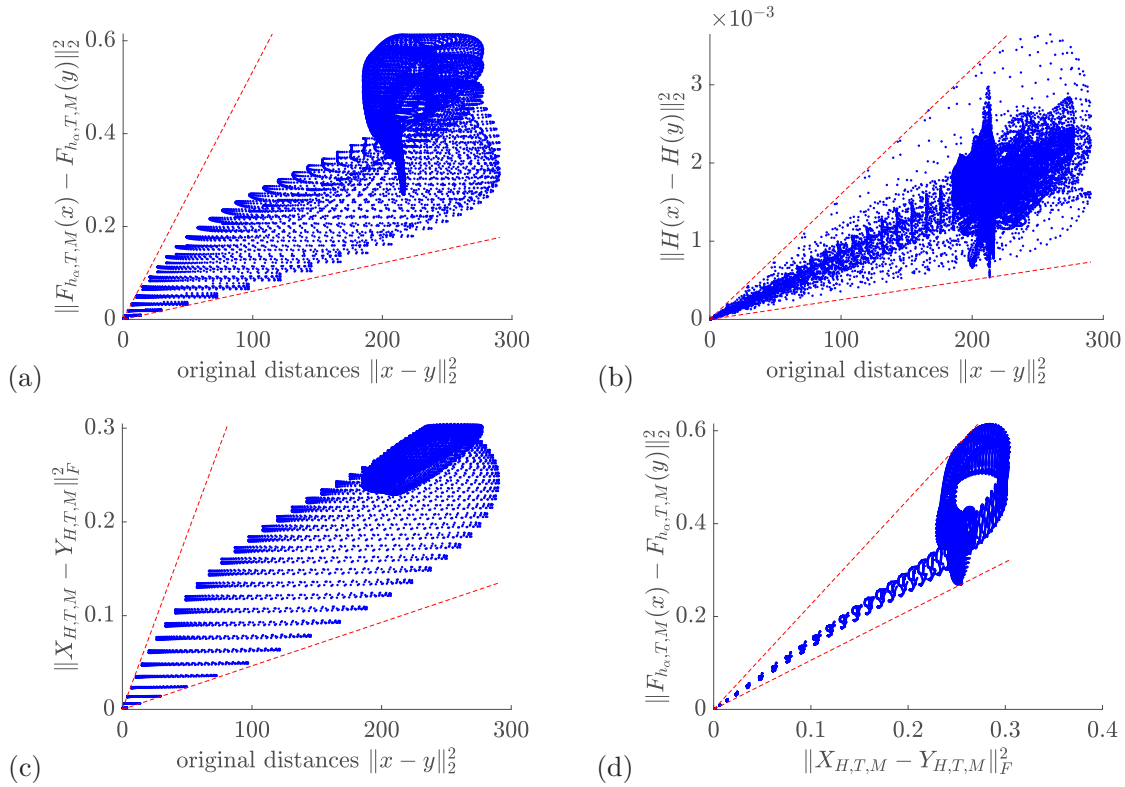 ×10⁻³
0.6
0.4
0.2
0
0 100 200 300
‖F_{h_α,T,M}(x) − F_{h_α,T,M}(y)‖₂²
original distances ‖x − y‖₂²
(a)
3
2
1
0
0 100 200 300
‖H(x) − H(y)‖₂²
original distances ‖x − y‖₂²
(b)
0.3
0.2
0.1
0
0 100 200 300
‖X_{H,T,M} − Y_{H,T,M}‖_F²
original distances ‖x − y‖₂²
(c)
0.6
0.4
0.2
0
0 0.1 0.2 0.3 0.4
‖F_{h_α,T,M}(x) − F_{h_α,T,M}(y)‖₂²
‖X_{H,T,M} − Y_{H,T,M}‖_F²
(d)